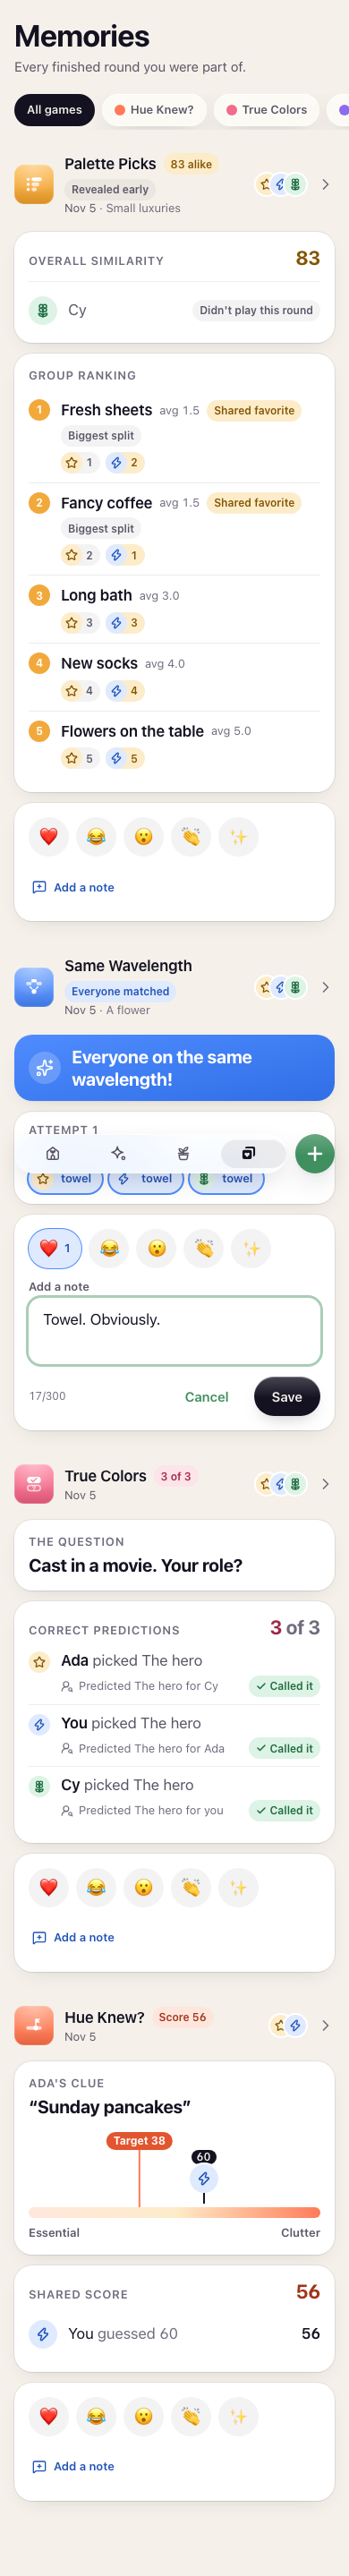 Memories
Every finished round you were part of.
All games
Hue Knew?
True Colors
Palette Picks 83 alike
Revealed early
Nov 5 · Small luxuries
OVERALL SIMILARITY 83
Cy Didn't play this round
GROUP RANKING
1 Fresh sheets avg 1.5 Shared favorite
Biggest split
1 2
2 Fancy coffee avg 1.5 Shared favorite
Biggest split
2 1
3 Long bath avg 3.0
3 3
4 New socks avg 4.0
4 4
5 Flowers on the table avg 5.0
5 5
Add a note
Same Wavelength
Everyone matched
Nov 5 · A flower
Everyone on the same
wavelength!
ATTEMPT 1
towel towel towel
1
Add a note
Towel. Obviously.
17/300 Cancel Save
True Colors 3 of 3
Nov 5
THE QUESTION
Cast in a movie. Your role?
CORRECT PREDICTIONS 3 of 3
Ada picked The hero
Predicted The hero for Cy Called it
You picked The hero
Predicted The hero for Ada Called it
Cy picked The hero
Predicted The hero for you Called it
Add a note
Hue Knew? Score 56
Nov 5
ADA'S CLUE
“Sunday pancakes”
Target 38
60
Essential Clutter
SHARED SCORE 56
You guessed 60 56
Add a note